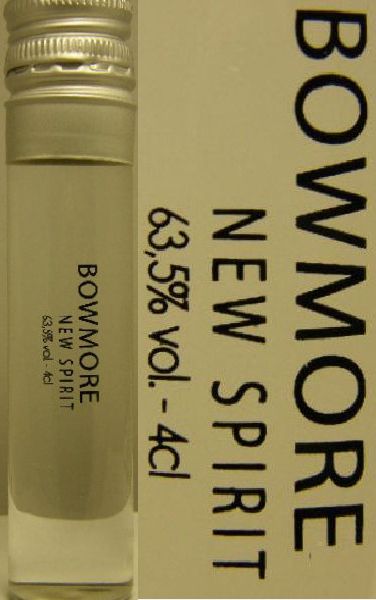 BOWMORE
NEW SPIRIT
63,5% vol. - 4cl
BOWMORE
NEW SPIRIT
63,5% vol. - 4cl